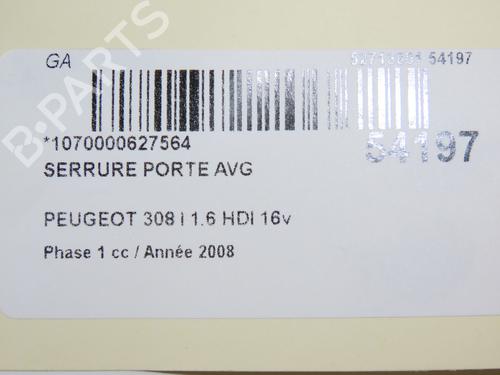 GA
54197
*1070000627564
54197
SERRURE PORTE AVG
PEUGEOT 308 I 1.6 HDI 16v
Phase 1 cc / Année 2008
B-PARTS